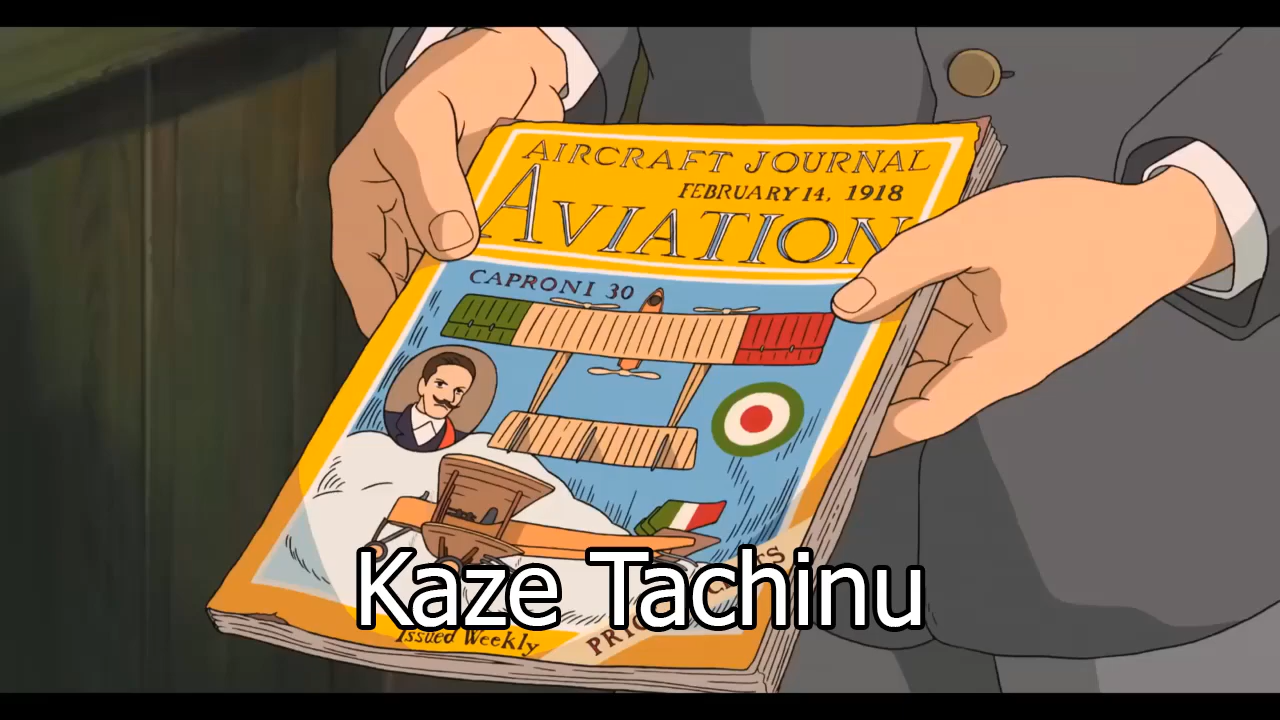 AIRCRAFT JOURNAL
FEBRUARY 14, 1918
AVIATION
CAPRONI 30
Kaze Tachinu
Issued Weekly